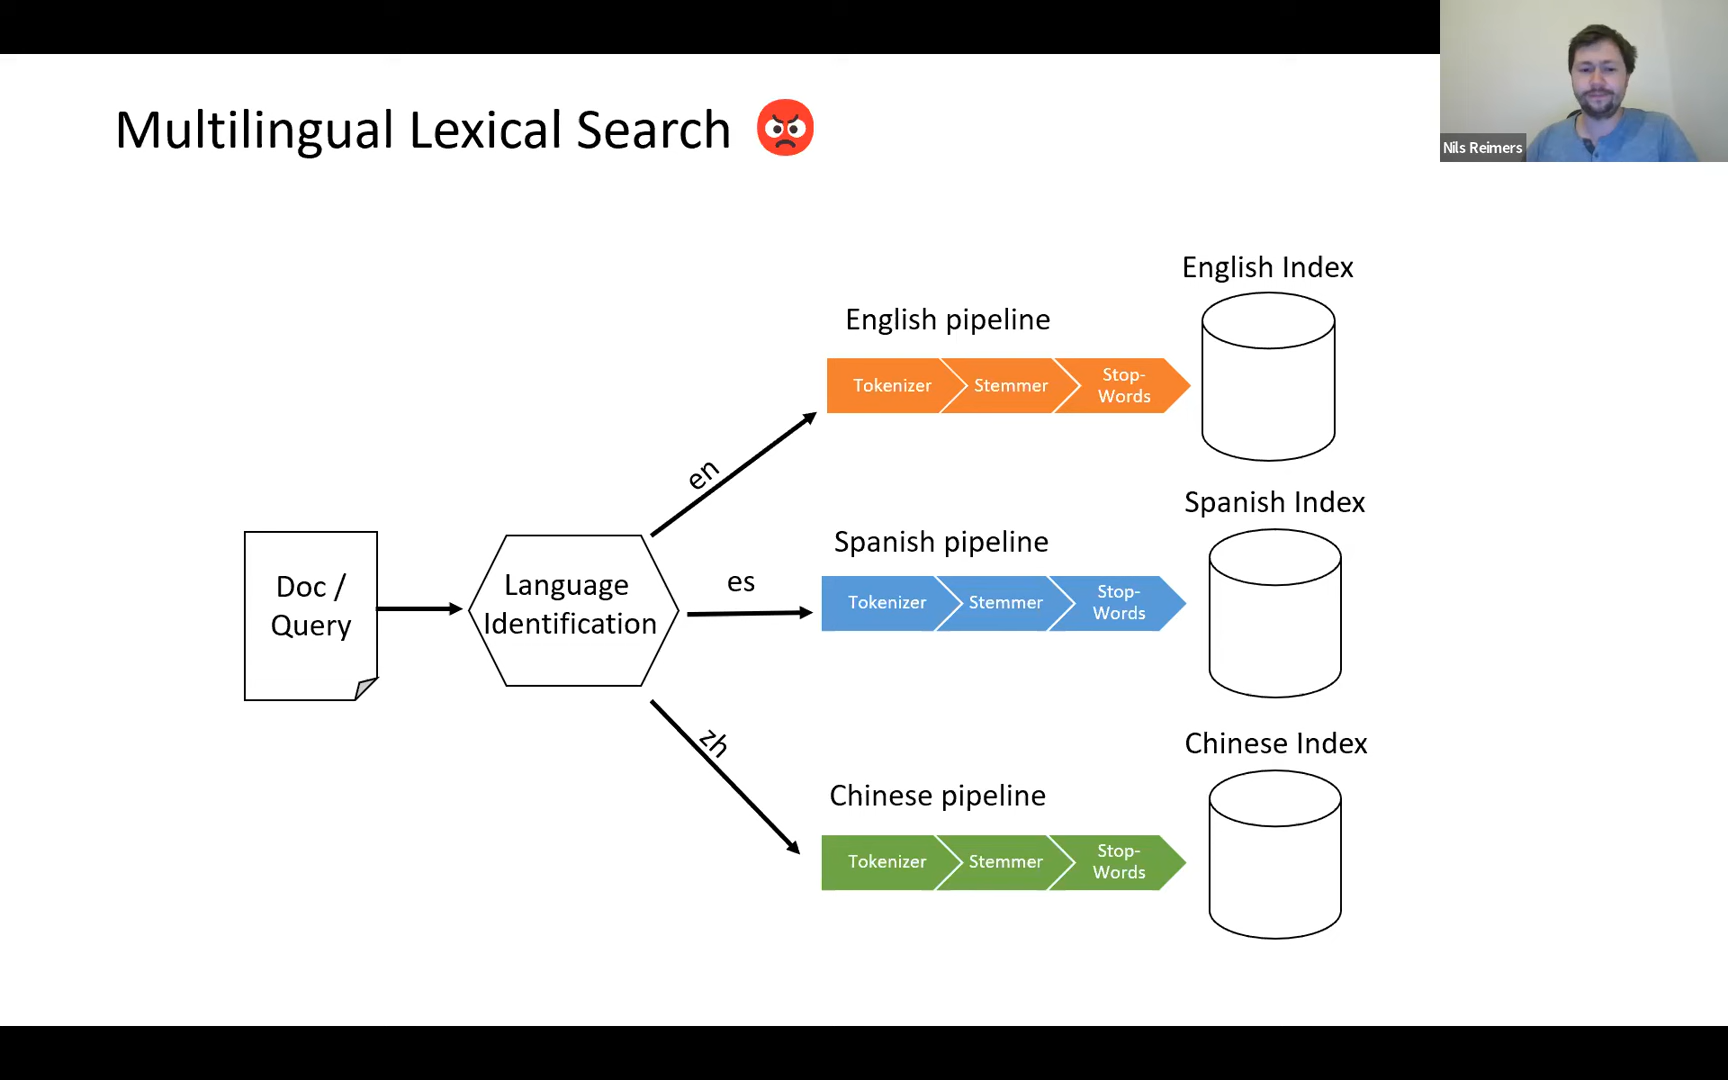 Multilingual Lexical Search
Nils Reimers
English Index
English pipeline
Tokenizer
Stemmer
Stop-
Words
en
Spanish Index
Spanish pipeline
es
Tokenizer
Stemmer
Stop-
Words
Doc /
Query
Language
Identification
zh
Chinese Index
Chinese pipeline
Tokenizer
Stemmer
Stop-
Words